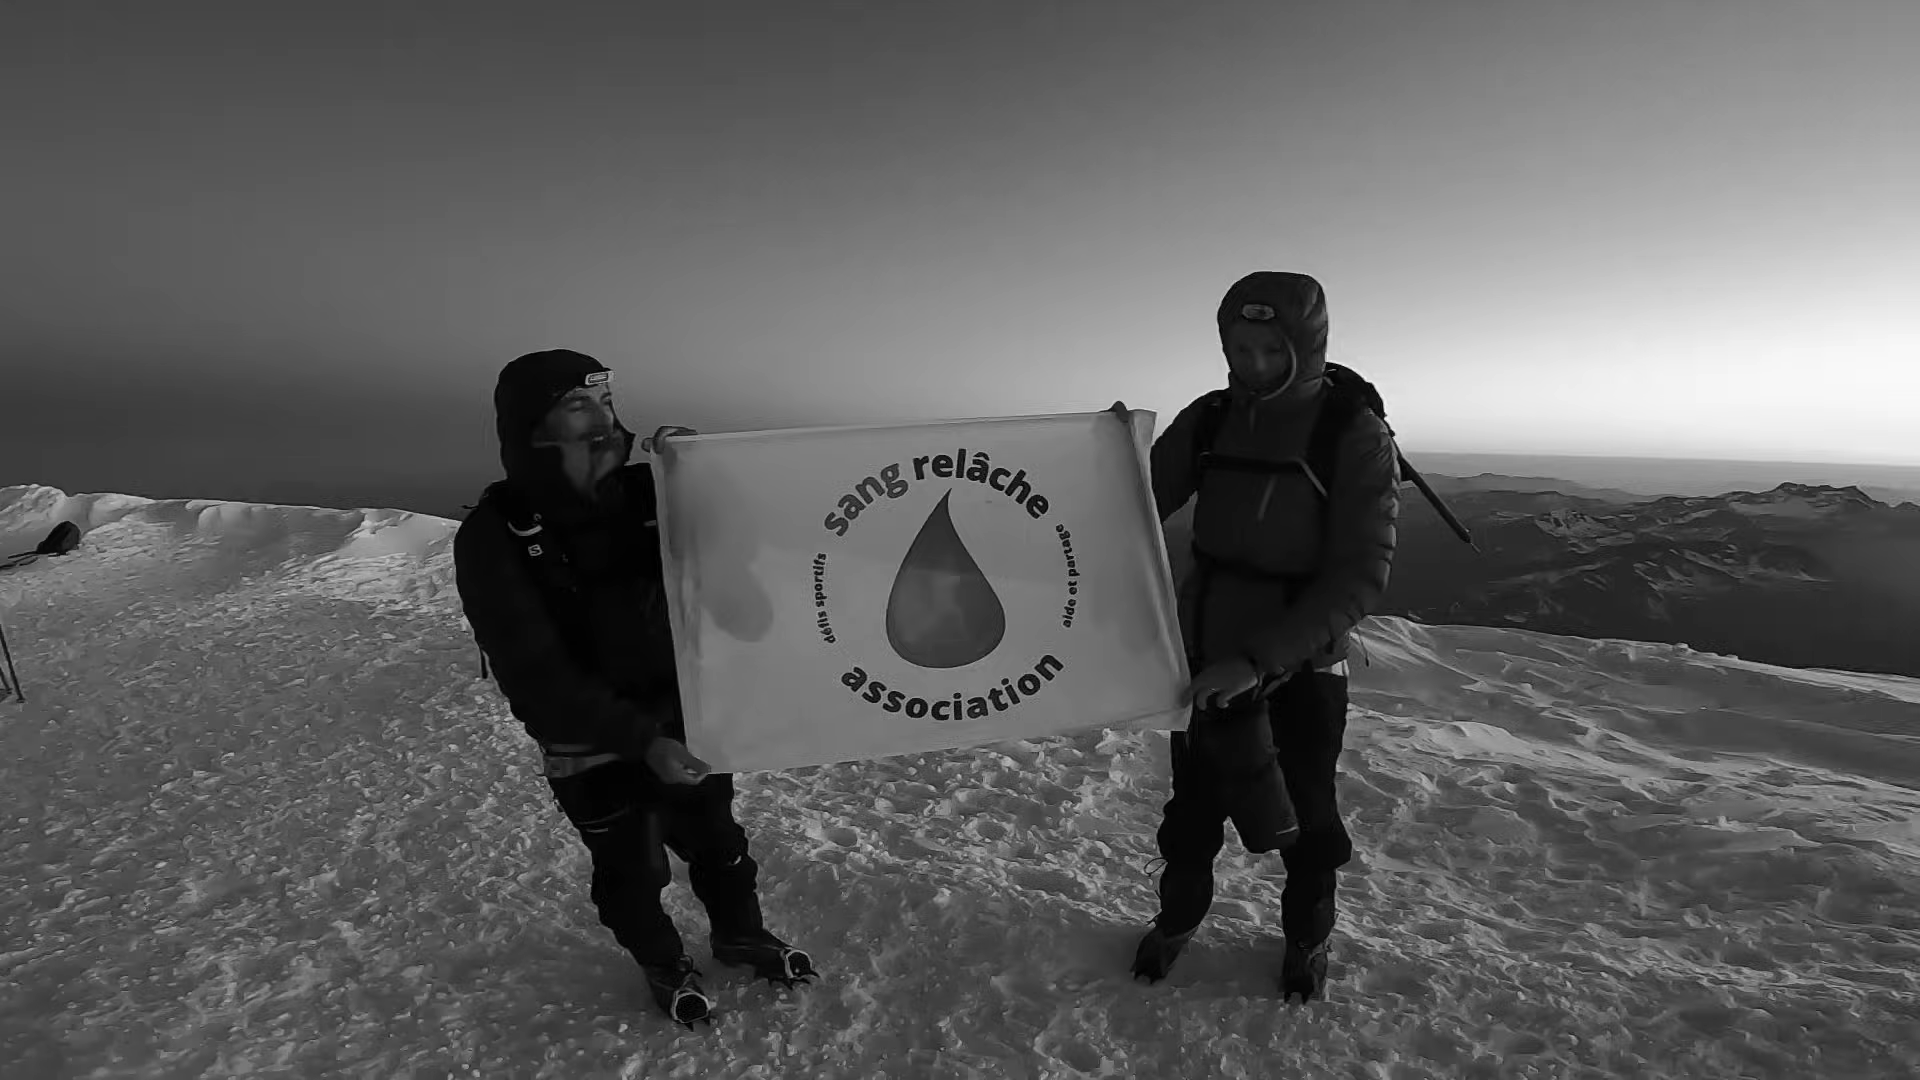 sang relâche
défis sportifs
aide et partage
association